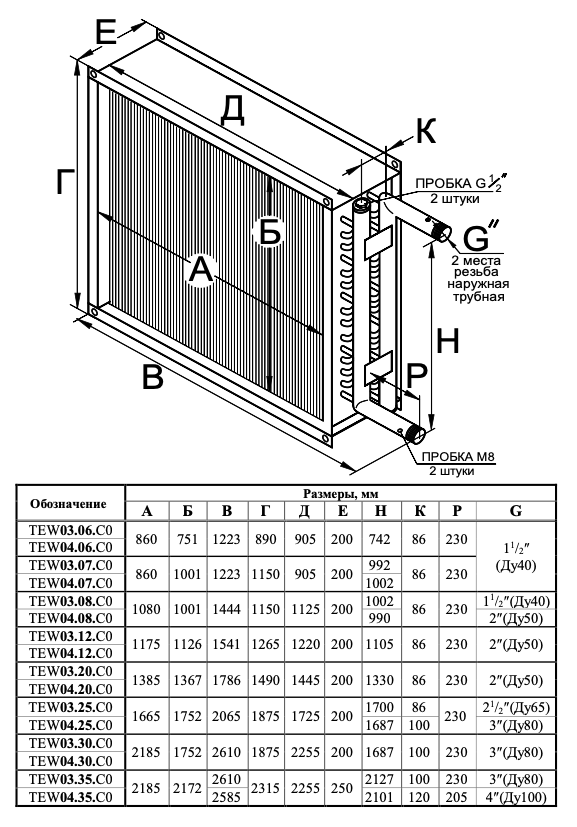 Е
Д
К
Г
ПРОБКА G 1/2″
2 штуки
Б
G″
2 места
резьба
наружная
трубная
А
Н
В
Р
ПРОБКА М8
2 штуки
Обозначение Размеры, мм
А Б В Г Д Е Н К Р G
TEW03.06.C0 860 751 1223 890 905 200 742 86 230 1 1/2″ (Ду40)
TEW04.06.C0
TEW03.07.C0 860 1001 1223 1150 905 200 992 86 230
TEW04.07.C0 1002
TEW03.08.C0 1080 1001 1444 1150 1125 200 1002 86 230 1 1/2″(Ду40)
TEW04.08.C0 990 2″(Ду50)
TEW03.12.C0 1175 1126 1541 1265 1220 200 1105 86 230 2″(Ду50)
TEW04.12.C0
TEW03.20.C0 1385 1367 1786 1490 1445 200 1330 86 230 2″(Ду50)
TEW04.20.C0
TEW03.25.C0 1665 1752 2065 1875 1725 200 1700 86 230 2 1/2″(Ду65)
TEW04.25.C0 1687 100 3″(Ду80)
TEW03.30.C0 2185 1752 2610 1875 2255 200 1687 100 230 3″(Ду80)
TEW04.30.C0
TEW03.35.C0 2185 2172 2610 2315 2255 250 2127 100 230 3″(Ду80)
TEW04.35.C0 2585 2101 120 205 4″(Ду100)